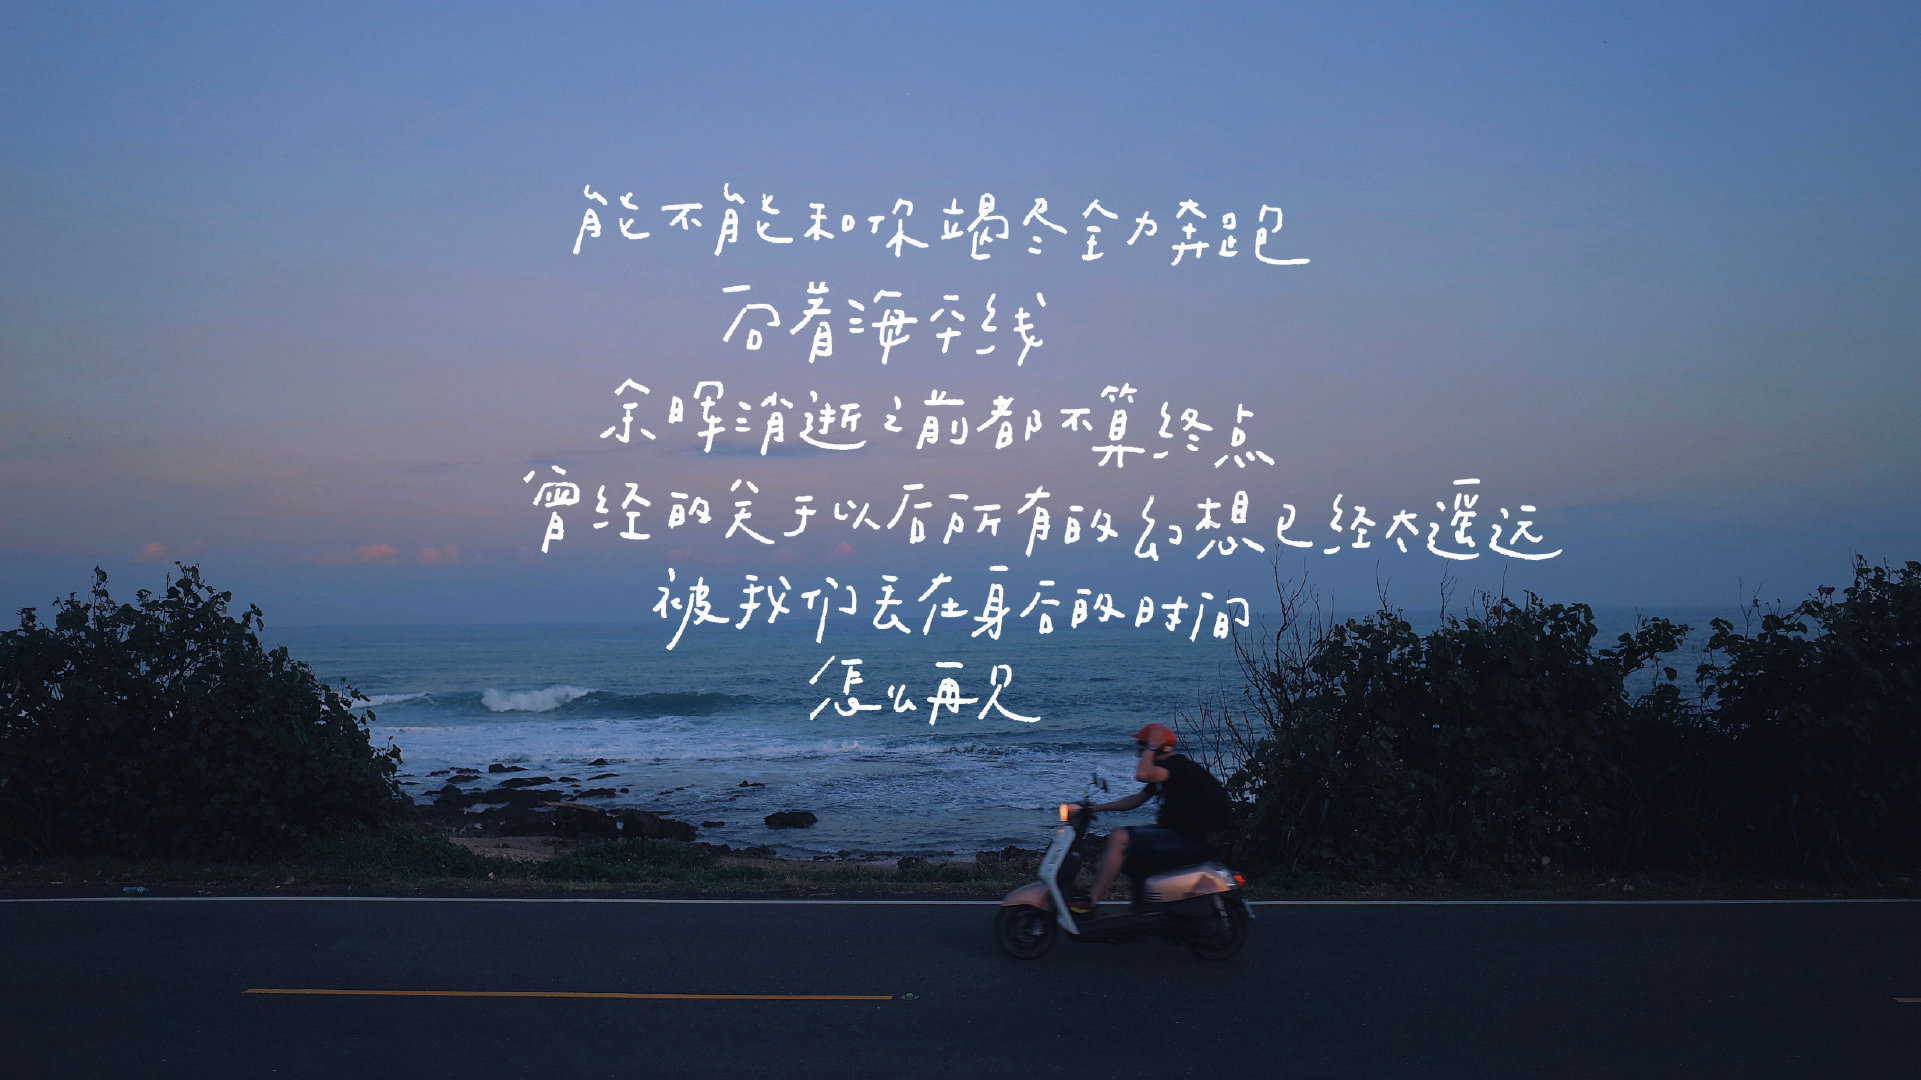 能不能和你竭尽全力奔跑
向着海平线
余晖消逝之前都不算终点
曾经的关于以后所有的幻想已经太遥远
被我们丢在身后的时间
怎么再见